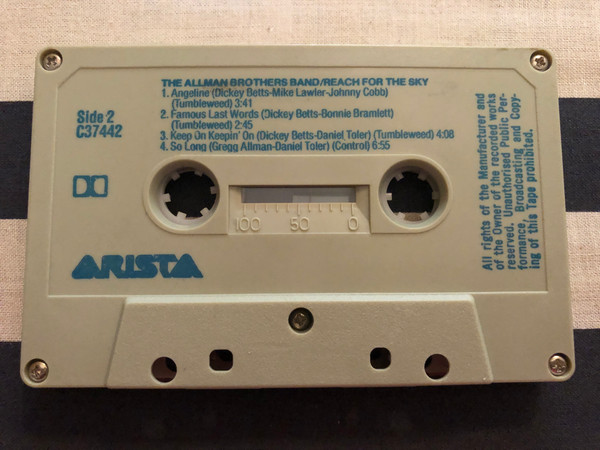 THE ALLMAN BROTHERS BAND/REACH FOR THE SKY
1. Angeline (Dickey Betts-Mike Lawler-Johnny Cobb)
(Tumbleweed) 3:41
2. Famous Last Words (Dickey Betts-Bonnie Bramlett)
(Tumbleweed) 2:45
3. Keep On Keepin' On (Dickey Betts-Daniel Toler) (Tumbleweed) 4:08
4. So Long (Gregg Allman-Daniel Toler) (Control) 6:55
Side 2
C37442
100 50 0
ARISTA
All rights of the Manufacturer and
of the Owner of the recorded works
reserved. Unauthorised Public Per-
formance, Broadcasting and Copy-
ing of this Tape prohibited.